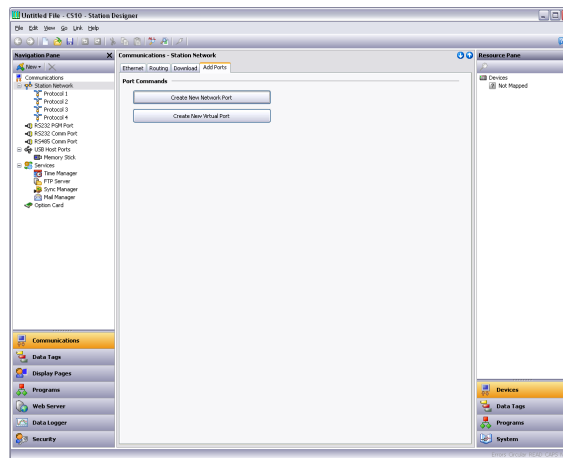 Untitled File - CS10 - Station Designer
File Edit View Go Link Help
Navigation Pane
New
Communications
Station Network
Protocol 1
Protocol 2
Protocol 3
Protocol 4
RS232 PGM Port
RS232 Comm Port
RS485 Comm Port
USB Host Ports
Memory Stick
Services
Time Manager
FTP Server
Sync Manager
Mail Manager
Option Card
Communications
Data Tags
Display Pages
Programs
Web Server
Data Logger
Security
Communications - Station Network
Ethernet Routing Download Add Ports
Port Commands
Create New Network Port
Create New Virtual Port
Resource Pane
Devices
Not Mapped
Devices
Data Tags
Programs
System